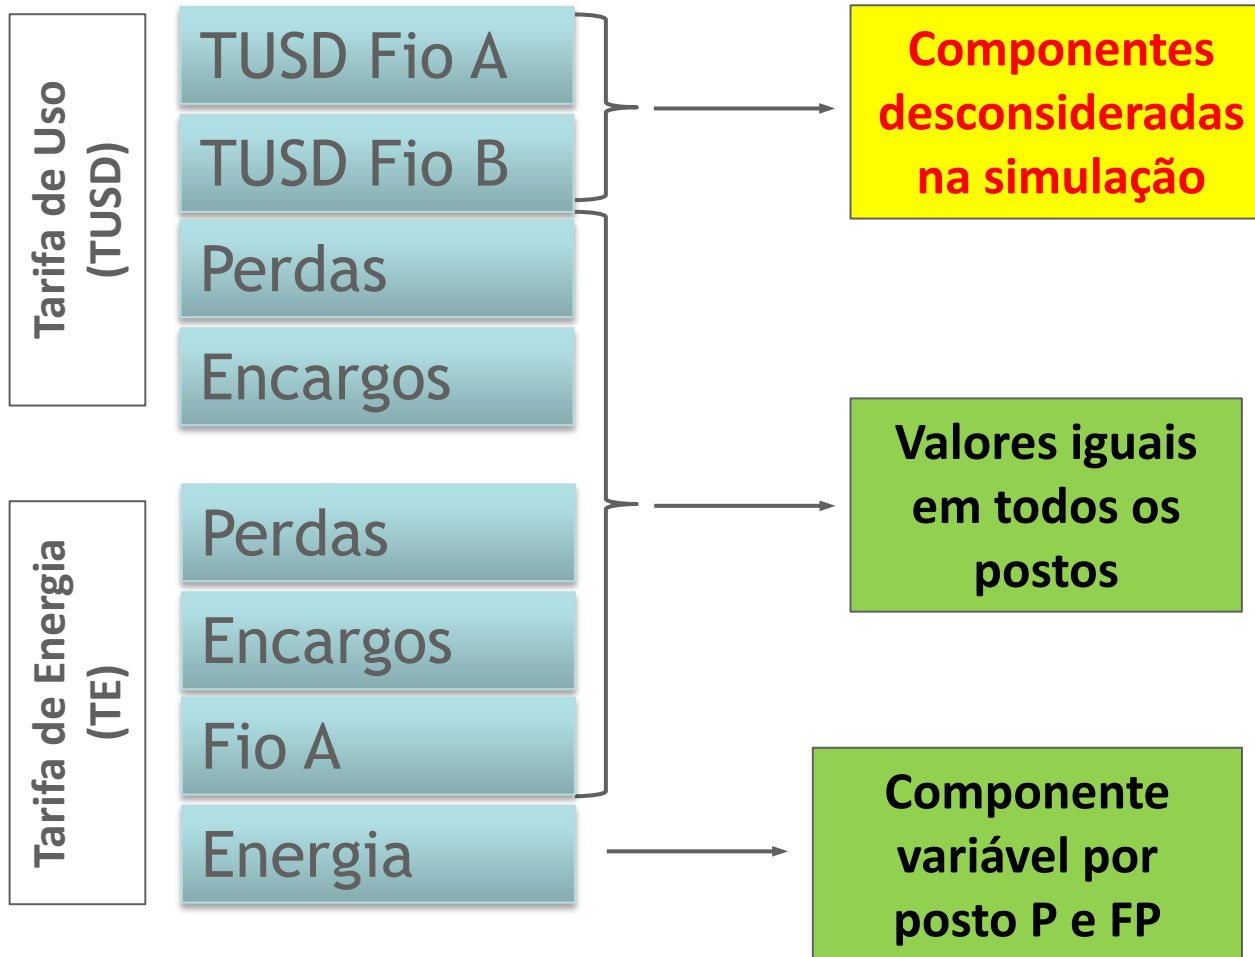 Tarifa de Uso
(TUSD)
TUSD Fio A
TUSD Fio B
Perdas
Encargos
Componentes
desconsideradas
na simulação
Tarifa de Energia
(TE)
Perdas
Encargos
Fio A
Energia
Valores iguais
em todos os
postos
Componente
variável por
posto P e FP